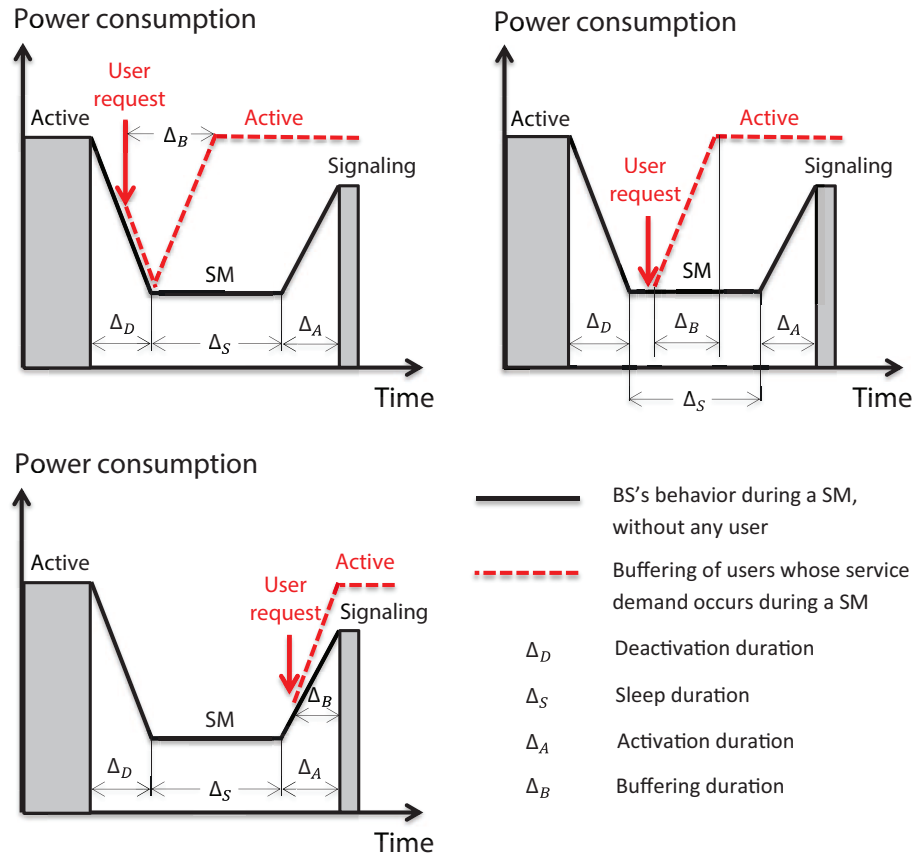 Power consumption
User
request
Active
Δ_B
Active
Signaling
SM
Δ_D
Δ_S
Δ_A
Time
Power consumption
Active
Active
User
request
Signaling
SM
Δ_D
Δ_B
Δ_A
Δ_S
Time
Power consumption
Active
Active
User
request
Signaling
Δ_B
SM
Δ_D
Δ_S
Δ_A
Time
BS's behavior during a SM,
without any user
Buffering of users whose service
demand occurs during a SM
Δ_D Deactivation duration
Δ_S Sleep duration
Δ_A Activation duration
Δ_B Buffering duration